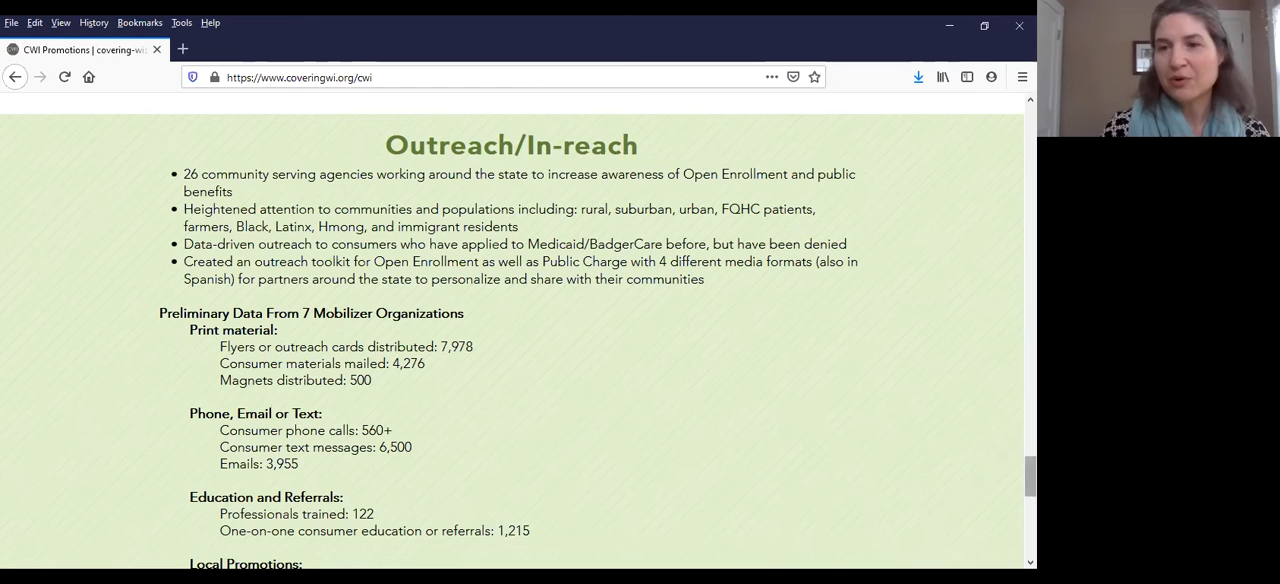 File Edit View History Bookmarks Tools Help
CWI Promotions | covering-wi
https://www.coveringwi.org/cwi
Outreach/In-reach
• 26 community serving agencies working around the state to increase awareness of Open Enrollment and public
benefits
• Heightened attention to communities and populations including: rural, suburban, urban, FQHC patients,
farmers, Black, Latinx, Hmong, and immigrant residents
• Data-driven outreach to consumers who have applied to Medicaid/BadgerCare before, but have been denied
• Created an outreach toolkit for Open Enrollment as well as Public Charge with 4 different media formats (also in
Spanish) for partners around the state to personalize and share with their communities
Preliminary Data From 7 Mobilizer Organizations
Print material:
Flyers or outreach cards distributed: 7,978
Consumer materials mailed: 4,276
Magnets distributed: 500
Phone, Email or Text:
Consumer phone calls: 560+
Consumer text messages: 6,500
Emails: 3,955
Education and Referrals:
Professionals trained: 122
One-on-one consumer education or referrals: 1,215
Local Promotions: